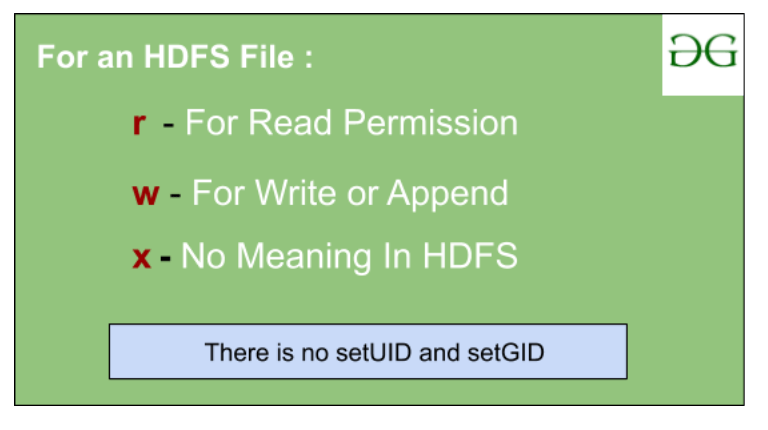 For an HDFS File :
r - For Read Permission
w - For Write or Append
x - No Meaning In HDFS
There is no setUID and setGID